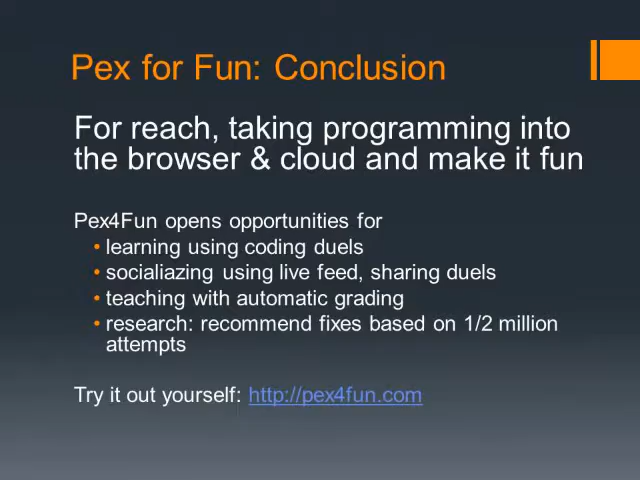 Pex for Fun: Conclusion
For reach, taking programming into
the browser & cloud and make it fun
Pex4Fun opens opportunities for
• learning using coding duels
• socialiazing using live feed, sharing duels
• teaching with automatic grading
• research: recommend fixes based on 1/2 million
attempts
Try it out yourself: http://pex4fun.com